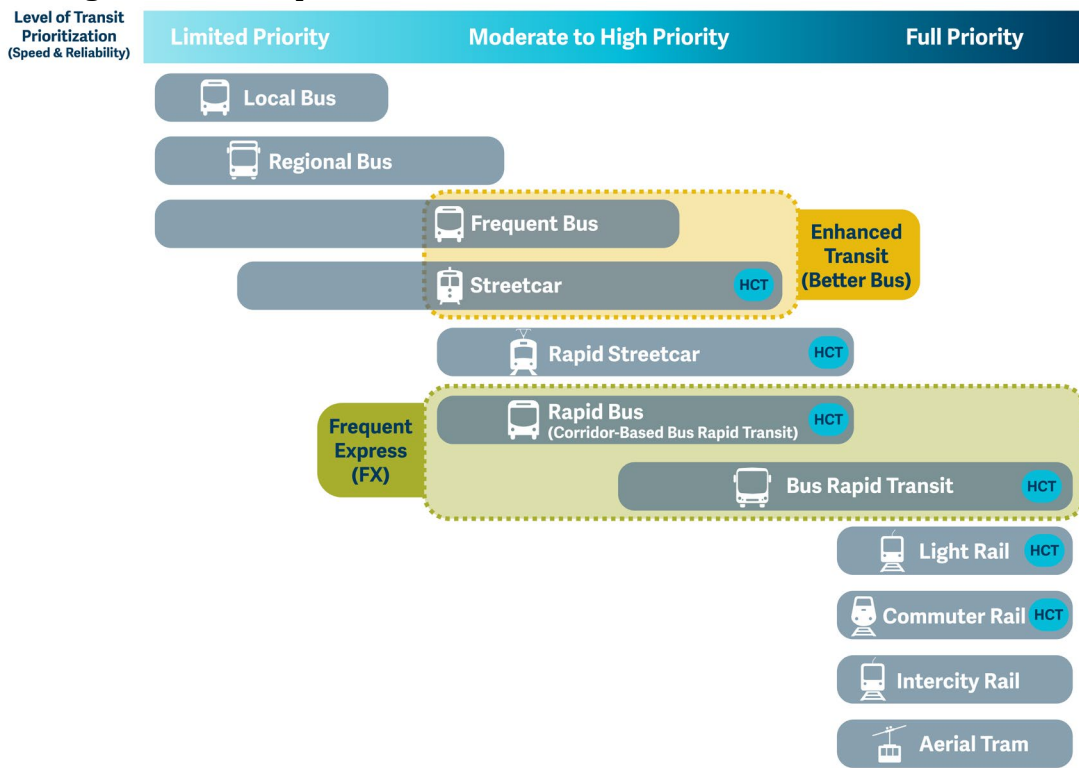 Level of Transit
Prioritization
(Speed & Reliability)
Limited Priority
Moderate to High Priority
Full Priority
Local Bus
Regional Bus
Frequent Bus
Streetcar
HCT
Enhanced
Transit
(Better Bus)
Rapid Streetcar
HCT
Frequent
Express
(FX)
Rapid Bus
(Corridor-Based Bus Rapid Transit)
HCT
Bus Rapid Transit
HCT
Light Rail
HCT
Commuter Rail
HCT
Intercity Rail
Aerial Tram